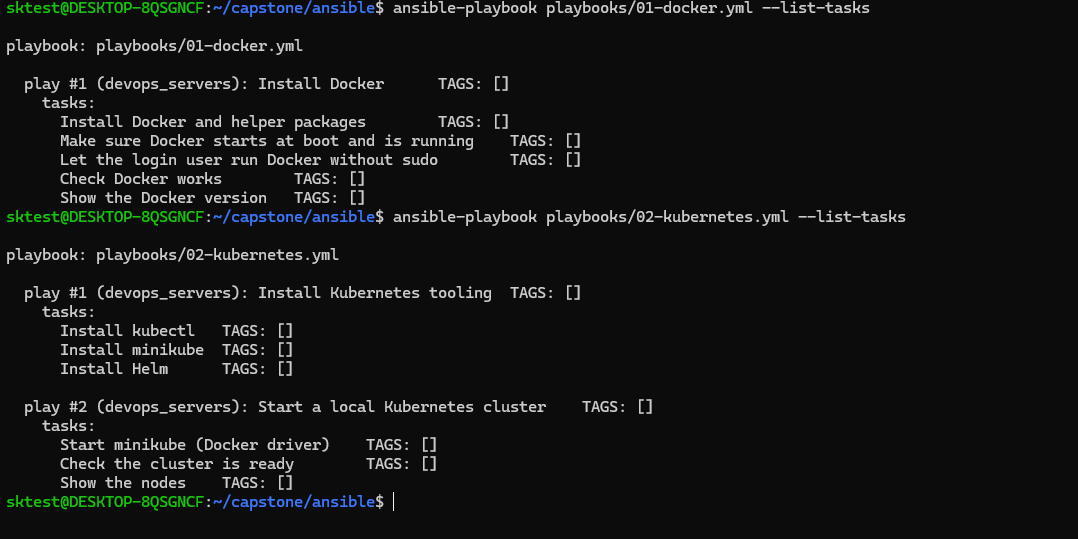 sktest@DESKTOP-8QSGNCF:~/capstone/ansible$ ansible-playbook playbooks/01-docker.yml --list-tasks

playbook: playbooks/01-docker.yml

  play #1 (devops_servers): Install Docker      TAGS: []
    tasks:
      Install Docker and helper packages        TAGS: []
      Make sure Docker starts at boot and is running    TAGS: []
      Let the login user run Docker without sudo        TAGS: []
      Check Docker works        TAGS: []
      Show the Docker version   TAGS: []
sktest@DESKTOP-8QSGNCF:~/capstone/ansible$ ansible-playbook playbooks/02-kubernetes.yml --list-tasks

playbook: playbooks/02-kubernetes.yml

  play #1 (devops_servers): Install Kubernetes tooling  TAGS: []
    tasks:
      Install kubectl   TAGS: []
      Install minikube  TAGS: []
      Install Helm      TAGS: []

  play #2 (devops_servers): Start a local Kubernetes cluster    TAGS: []
    tasks:
      Start minikube (Docker driver)    TAGS: []
      Check the cluster is ready        TAGS: []
      Show the nodes    TAGS: []
sktest@DESKTOP-8QSGNCF:~/capstone/ansible$